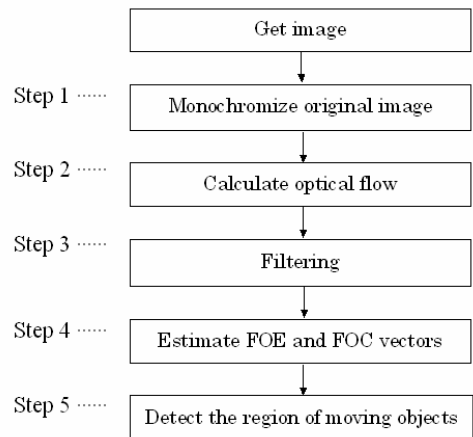 Get image
Step 1 ······ Monochromize original image
Step 2 ······ Calculate optical flow
Step 3 ······ Filtering
Step 4 ······ Estimate FOE and FOC vectors
Step 5 ······ Detect the region of moving objects